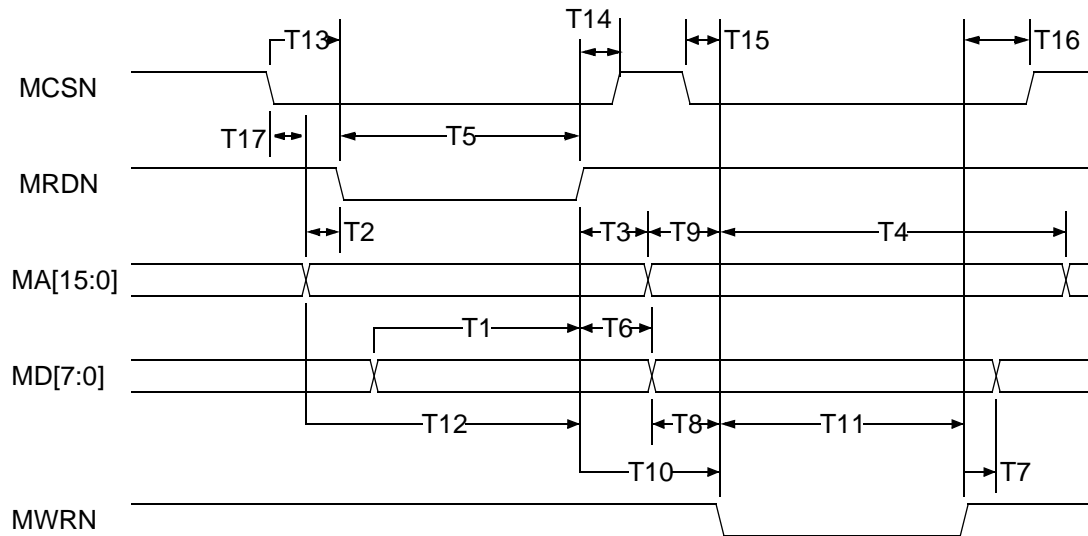 T14
T13
T15
T16
MCSN
T17
T5
MRDN
T2
T3
T9
T4
MA[15:0]
T1
T6
MD[7:0]
T12
T8
T11
T10
T7
MWRN